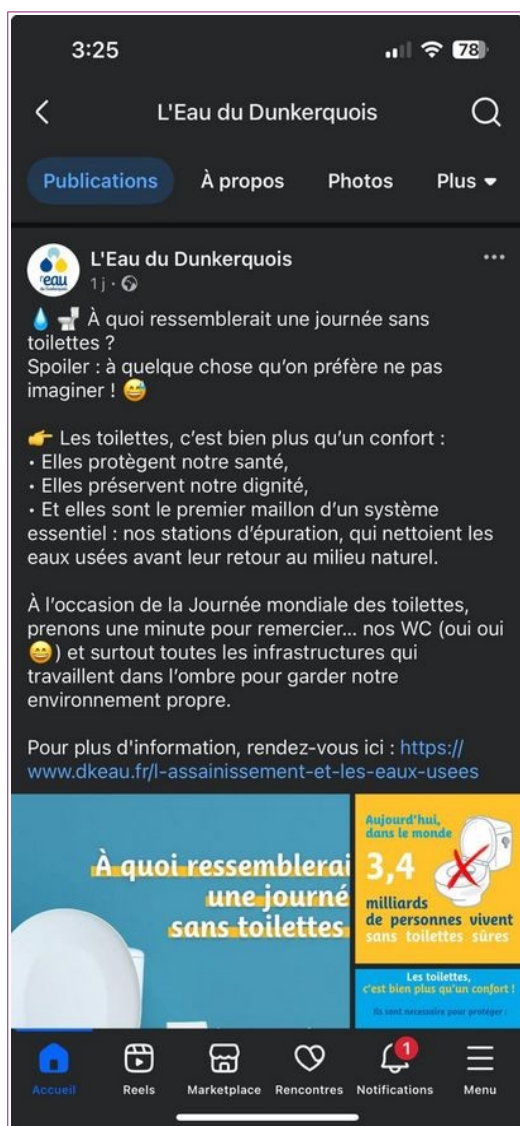 3:25
78
L'Eau du Dunkerquois
Publications
À propos
Photos
Plus
L'Eau du Dunkerquois
1 j ·
À quoi ressemblerait une journée sans
toilettes ?
Spoiler : à quelque chose qu'on préfère ne pas
imaginer !
Les toilettes, c'est bien plus qu'un confort :
• Elles protègent notre santé,
• Elles préservent notre dignité,
• Et elles sont le premier maillon d'un système
essentiel : nos stations d'épuration, qui nettoient les
eaux usées avant leur retour au milieu naturel.
À l'occasion de la Journée mondiale des toilettes,
prenons une minute pour remercier... nos WC (oui oui
😄) et surtout toutes les infrastructures qui
travaillent dans l'ombre pour garder notre
environnement propre.
Pour plus d'information, rendez-vous ici : https://
www.dkeau.fr/l-assainissement-et-les-eaux-usees
À quoi ressemblerai
une journé
sans toilettes
Aujourd'hui,
dans le monde
3,4
milliards
de personnes vivent
sans toilettes sûres
Les toilettes,
c'est bien plus qu'un confort !
Ils sont necessaire pour protéger :
Accueil
Reels
Marketplace
Rencontres
1
Notifications
Menu